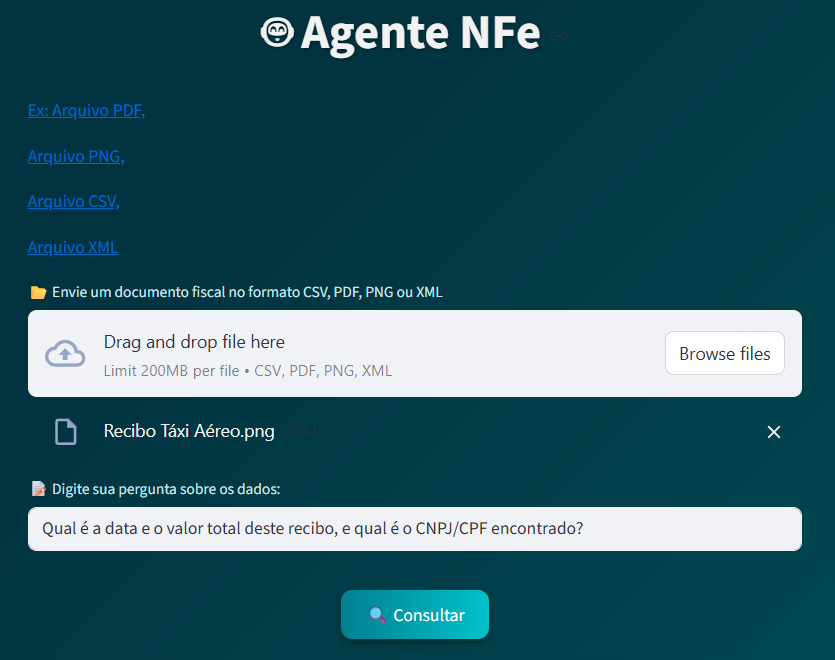 Agente NFe
Ex: Arquivo PDF,
Arquivo PNG,
Arquivo CSV,
Arquivo XML
Envie um documento fiscal no formato CSV, PDF, PNG ou XML
Drag and drop file here
Limit 200MB per file • CSV, PDF, PNG, XML
Browse files
Recibo Táxi Aéreo.png
Digite sua pergunta sobre os dados:
Qual é a data e o valor total deste recibo, e qual é o CNPJ/CPF encontrado?
Consultar